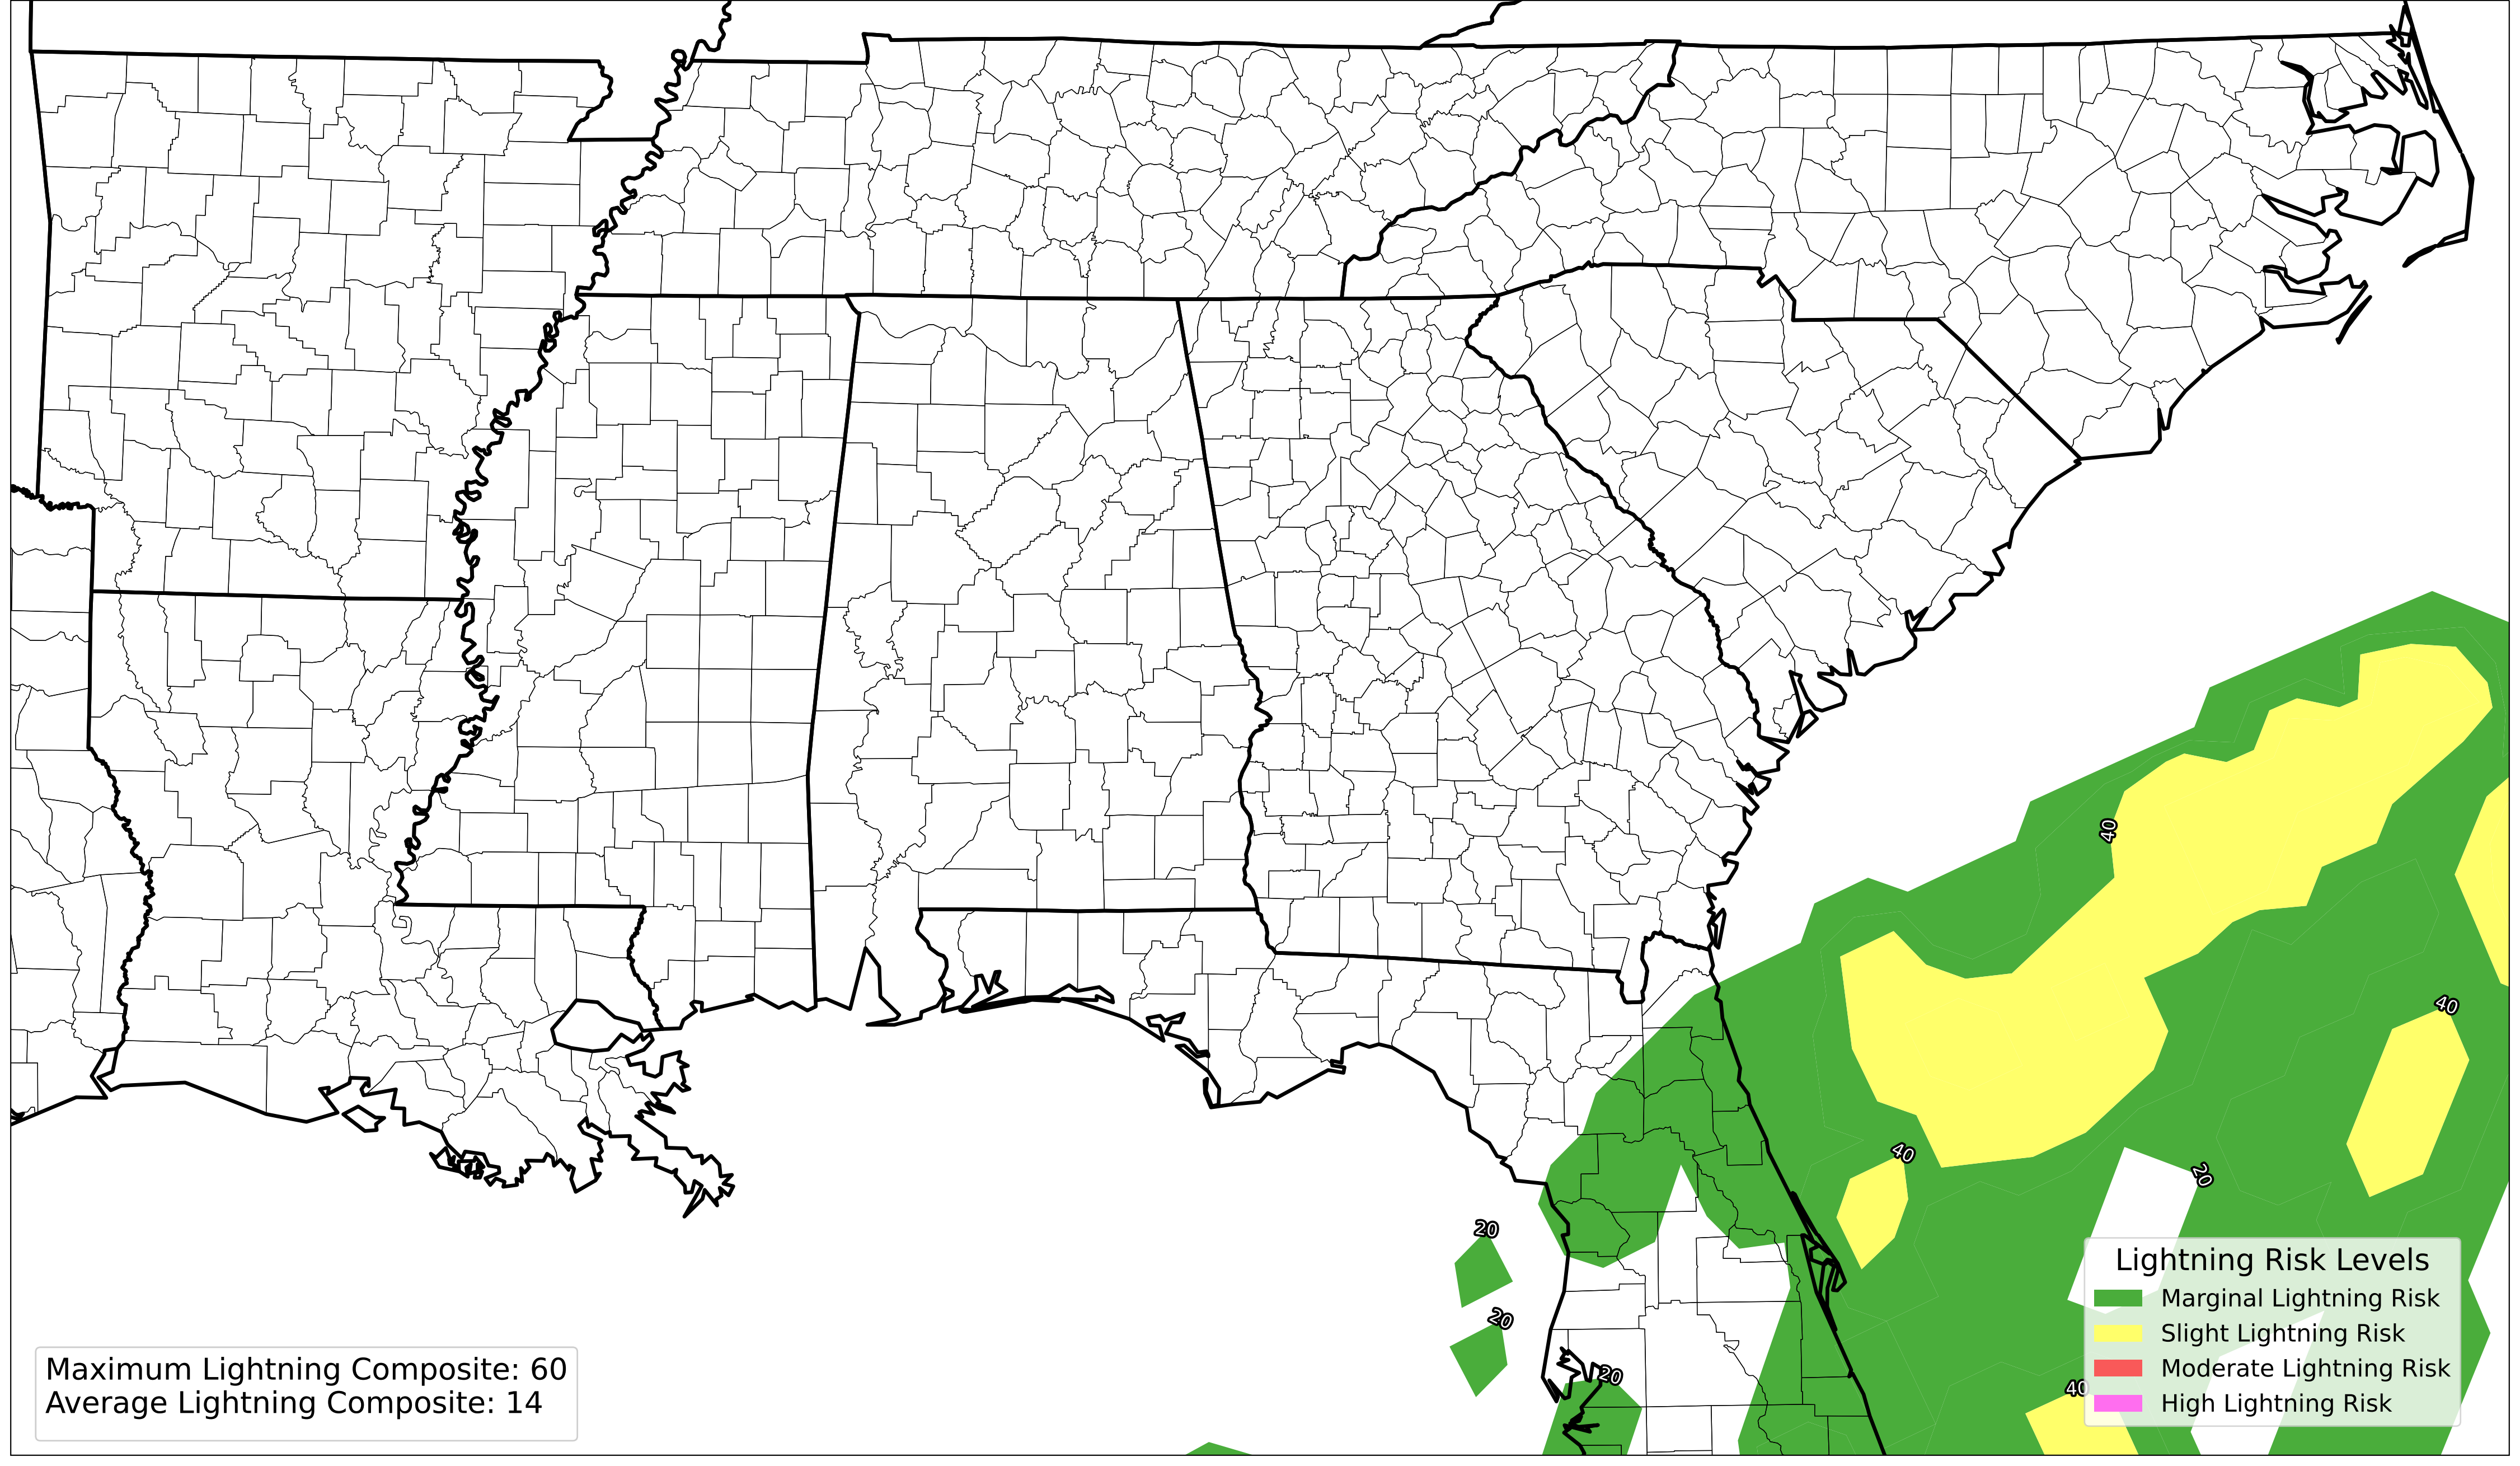 40
40
40
20
20
20
20
40
Lightning Risk Levels
Marginal Lightning Risk
Slight Lightning Risk
Moderate Lightning Risk
High Lightning Risk
Maximum Lightning Composite: 60
Average Lightning Composite: 14